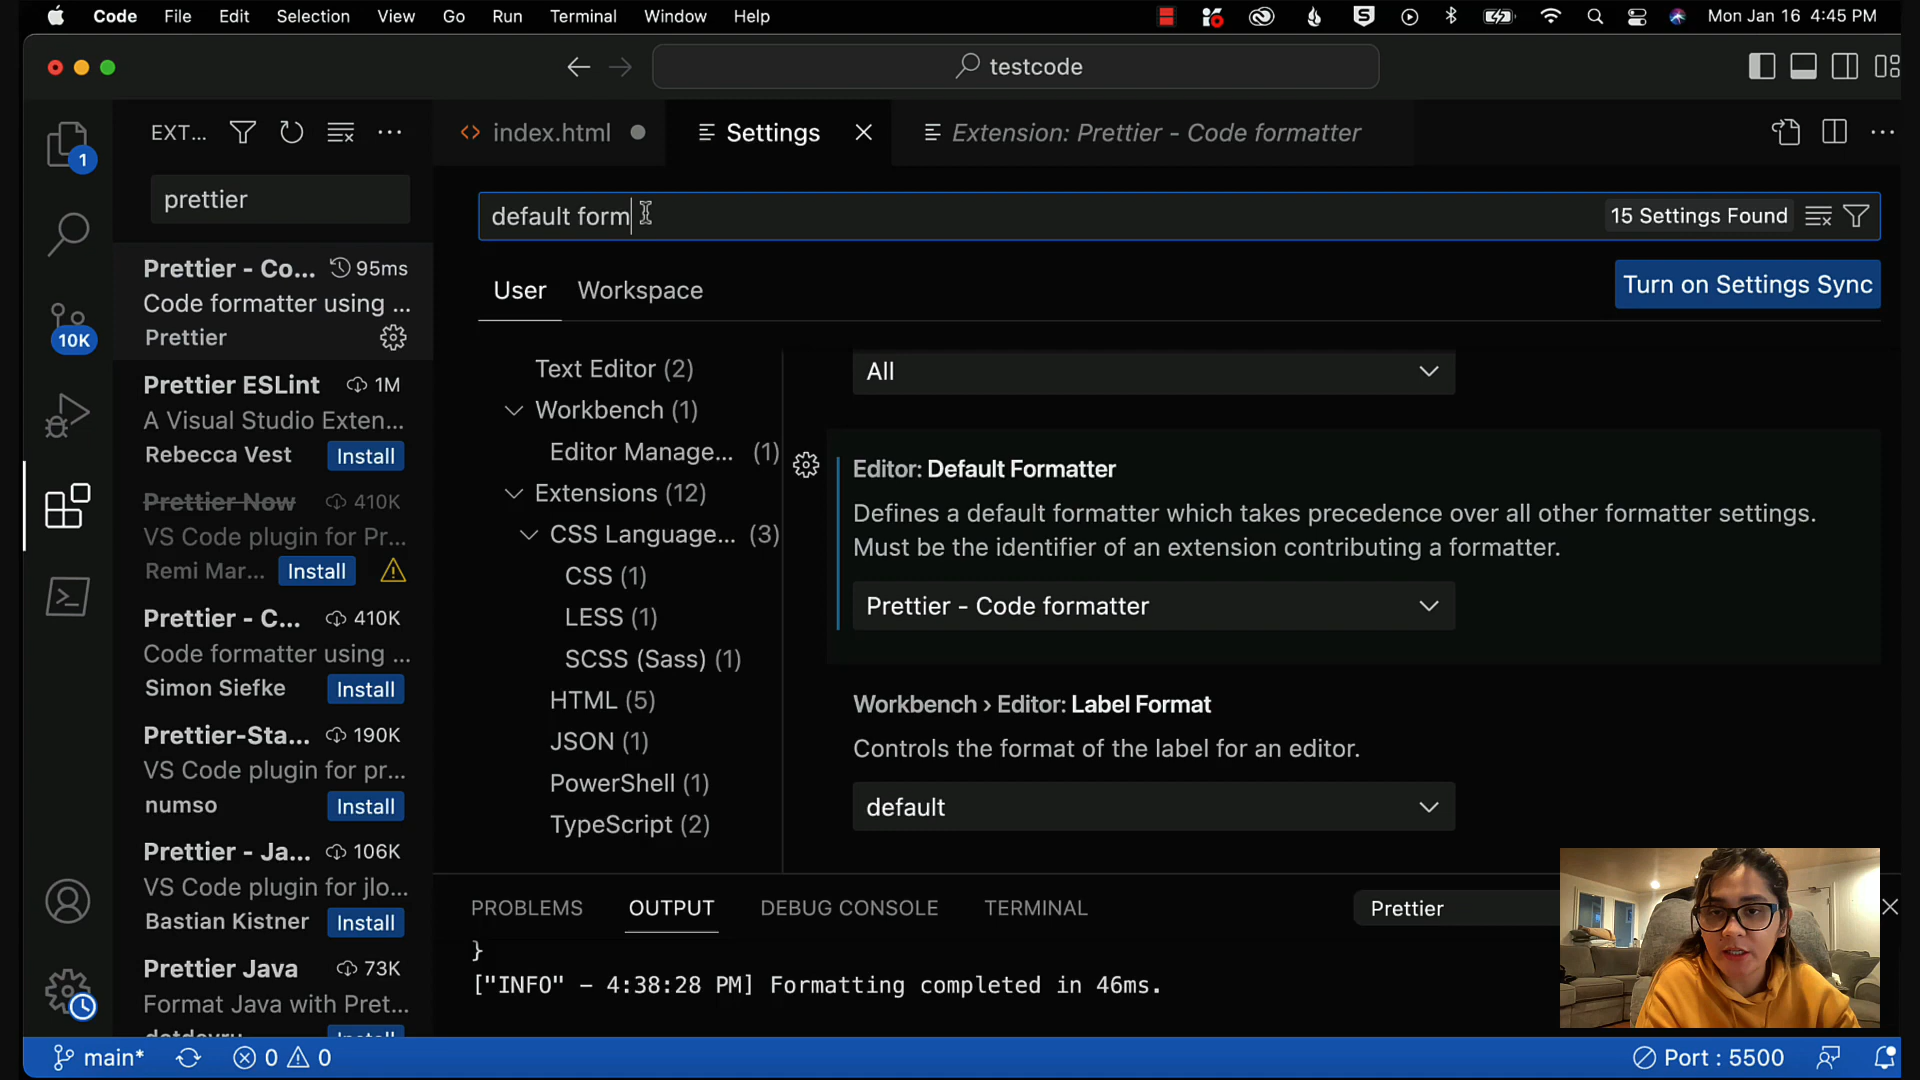 Code File Edit Selection View Go Run Terminal Window Help Mon Jan 16 4:45 PM
testcode
EXT...
index.html
Settings
Extension: Prettier - Code formatter
prettier
default form
15 Settings Found
User
Workspace
Turn on Settings Sync
Prettier - Co... 95ms
Code formatter using ...
Prettier
Prettier ESLint 1M
A Visual Studio Exten...
Rebecca Vest Install
Prettier Now 410K
VS Code plugin for Pr...
Remi Mar... Install
Prettier - C... 410K
Code formatter using ...
Simon Siefke Install
Prettier-Sta... 190K
VS Code plugin for pr...
numso Install
Prettier - Ja... 106K
VS Code plugin for jlo...
Bastian Kistner Install
Prettier Java 73K
Format Java with Pret...
1
10K
Text Editor (2)
Workbench (1)
Editor Manage... (1)
Extensions (12)
CSS Language... (3)
CSS (1)
LESS (1)
SCSS (Sass) (1)
HTML (5)
JSON (1)
PowerShell (1)
TypeScript (2)
All
Editor: Default Formatter
Defines a default formatter which takes precedence over all other formatter settings.
Must be the identifier of an extension contributing a formatter.
Prettier - Code formatter
Workbench › Editor: Label Format
Controls the format of the label for an editor.
default
PROBLEMS OUTPUT DEBUG CONSOLE TERMINAL Prettier
}
["INFO" – 4:38:28 PM] Formatting completed in 46ms.
main* 0 0 Port : 5500